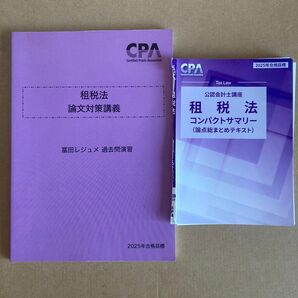 CPA
Certified Public Accountant
租税法
論文対策講義
冨田レジュメ 過去問演習
2025年合格目標
CPA
2025年合格目標
Tax Law
公認会計士講座
租税法
コンパクトサマリー
(論点総まとめテキスト)